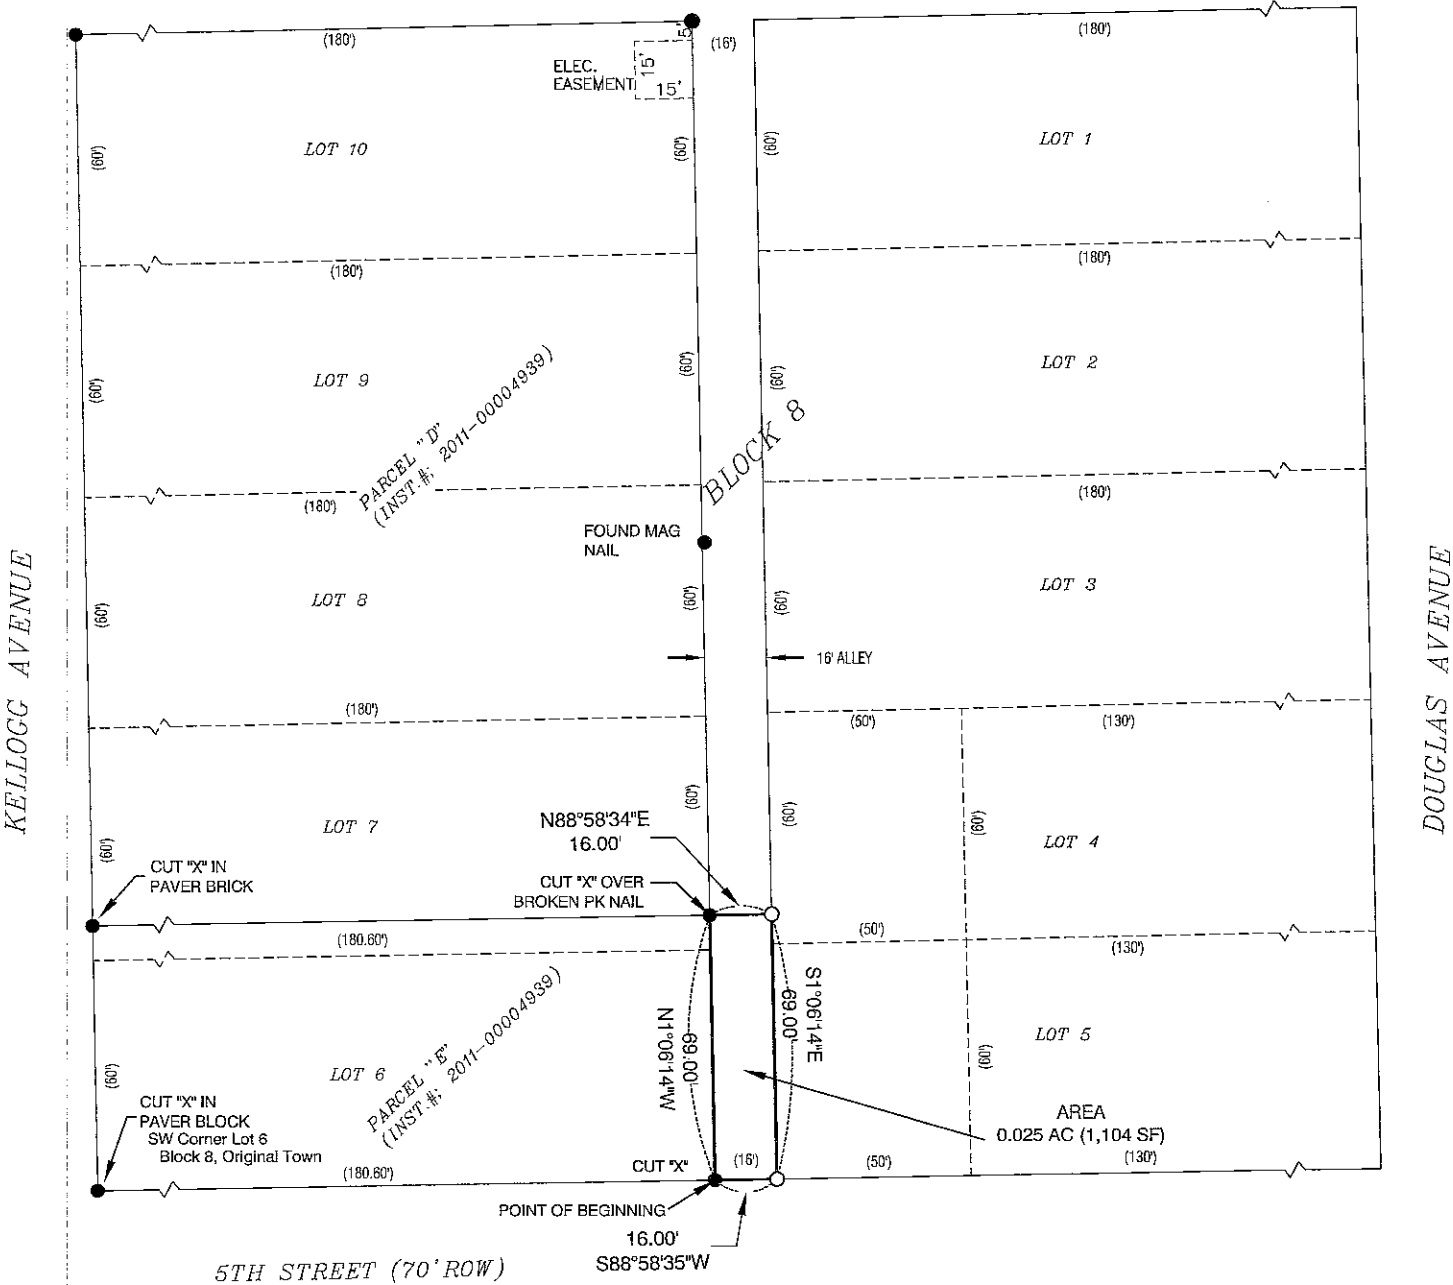 (180')
5'
(16')
(180')
ELEC.
EASEMENT
15'
15'
LOT 10
(60')
(60')
(60')
LOT 1
(180')
(180')
LOT 9
(60')
(60')
(60')
LOT 2
PARCEL "D"
(INST.#; 2011-00004939)
BLOCK 8
(180')
(180')
FOUND MAG
NAIL
LOT 8
(60')
(60')
(60')
LOT 3
KELLOGG AVENUE
DOUGLAS AVENUE
16' ALLEY
(180')
(50')
(130')
LOT 7
(60')
(60')
(60')
(60')
LOT 4
N88°58'34"E
16.00'
CUT "X" IN
PAVER BRICK
CUT "X" OVER
BROKEN PK NAIL
(180.60')
(50')
(130')
N1°06'14"W
69.00'
S1°06'14"E
69.00'
LOT 6
(60')
PARCEL "E"
(INST.#; 2011-00004939)
(60')
LOT 5
CUT "X" IN
PAVER BLOCK
SW Corner Lot 6
Block 8, Original Town
AREA
0.025 AC (1,104 SF)
(180.60')
CUT "X"
(16')
(50')
(130')
POINT OF BEGINNING
16.00'
S88°58'35"W
5TH STREET (70'ROW)